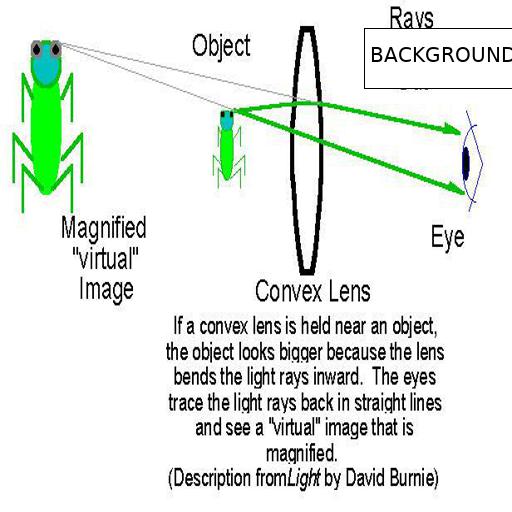 Rays
Object
BACKGROUND
Magnified
"virtual"
Image
Eye
Convex Lens
If a convex lens is held near an object,
the object looks bigger because the lens
bends the light rays inward. The eyes
trace the light rays back in straight lines
and see a "virtual" image that is
magnified.
(Description fromLight by David Burnie)